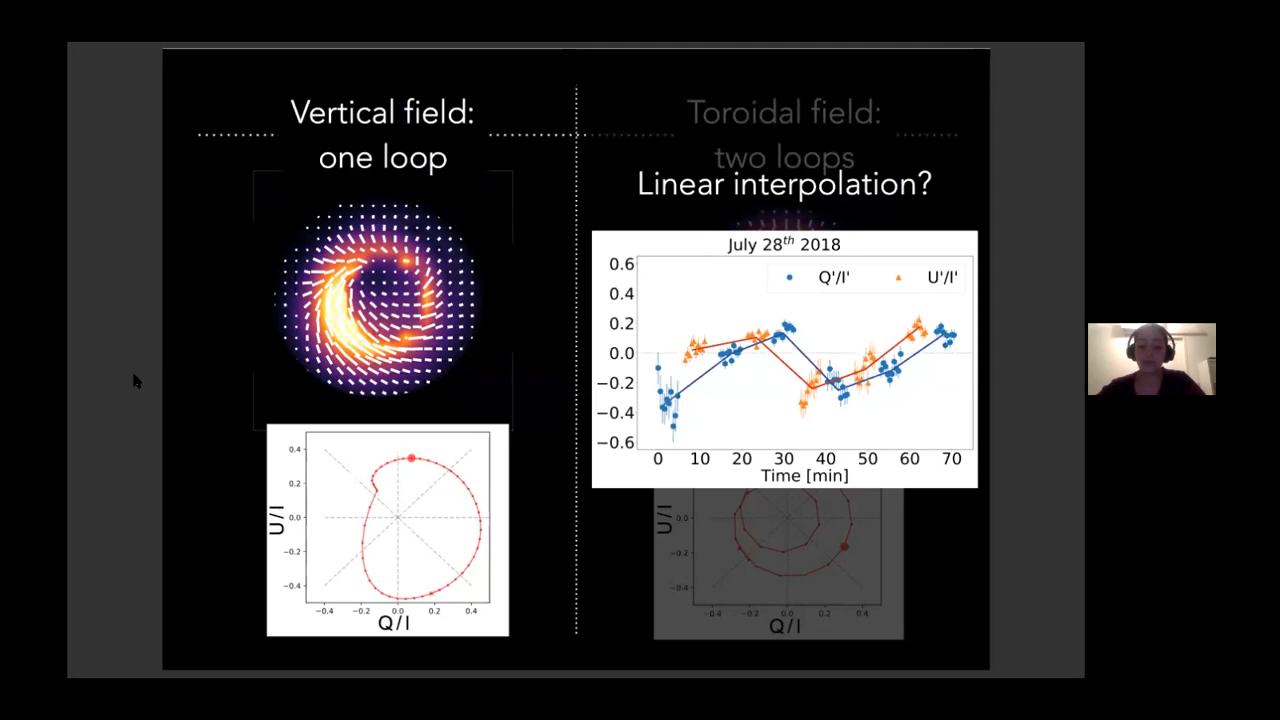 Vertical field:
one loop
Toroidal field:
two loops
Linear interpolation?
July 28th 2018
Q'/I'
U'/I'
0.6
0.4
0.2
0.0
−0.2
−0.4
−0.6
0 10 20 30 40 50 60 70
Time [min]
U/I
0.4
0.2
0.0
−0.2
−0.4
−0.4 −0.2 0.0 0.2 0.4
Q/I
U/I
0.0
−0.2
−0.4
−0.4 −0.2 0.0 0.2 0.4
Q/I